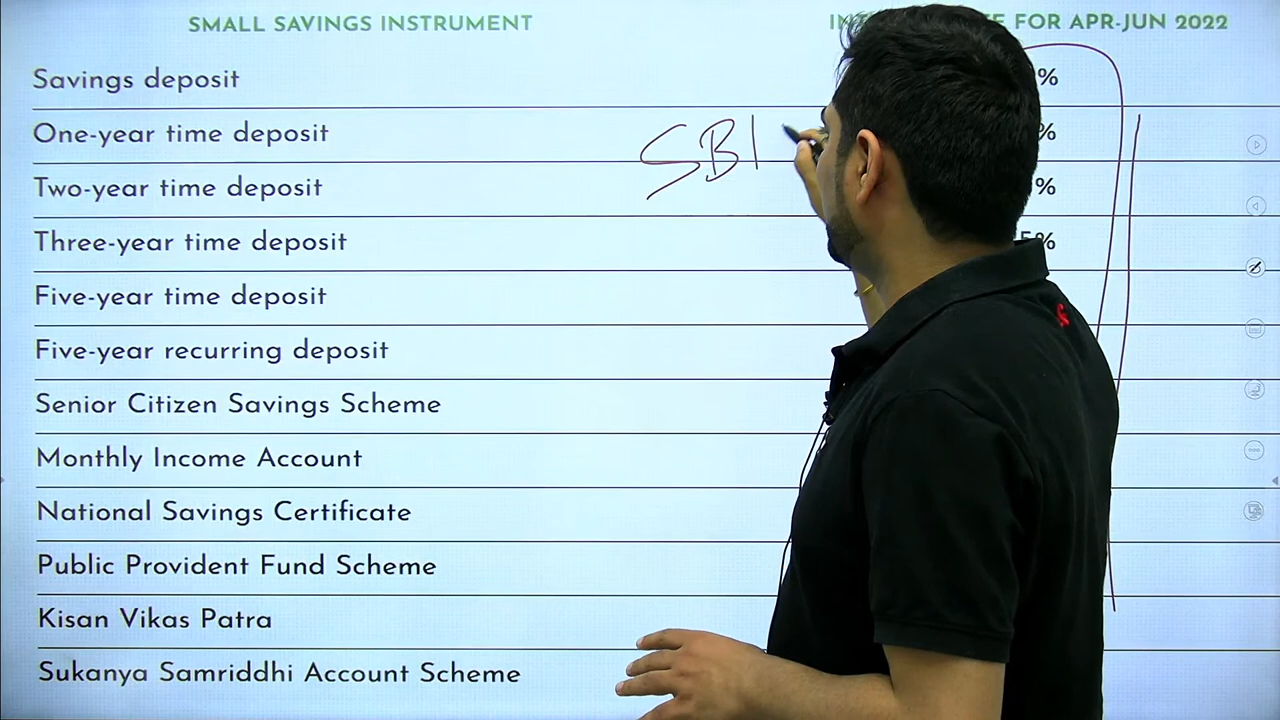 SMALL SAVINGS INSTRUMENT FOR APR-JUN 2022
Savings deposit %
One-year time deposit %
SBI
Two-year time deposit %
Three-year time deposit 5%
Five-year time deposit
Five-year recurring deposit
Senior Citizen Savings Scheme
Monthly Income Account
National Savings Certificate
Public Provident Fund Scheme
Kisan Vikas Patra
Sukanya Samriddhi Account Scheme